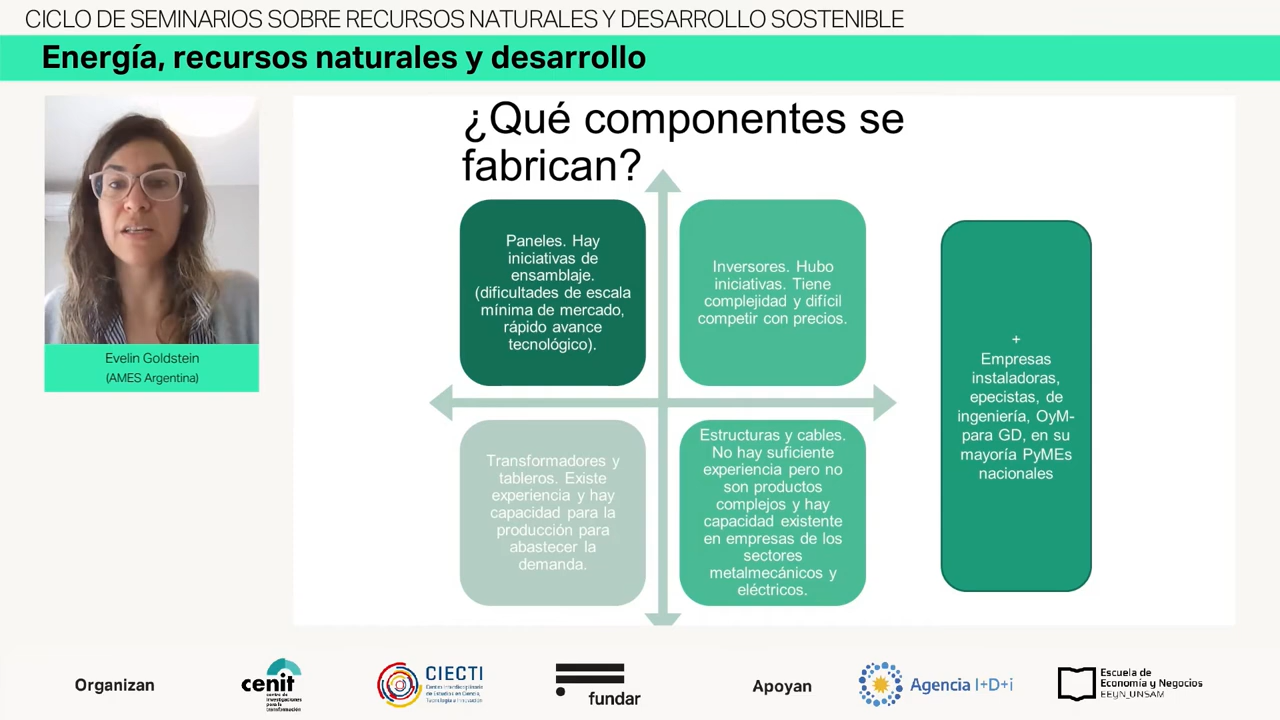 CICLO DE SEMINARIOS SOBRE RECURSOS NATURALES Y DESARROLLO SOSTENIBLE
Energía, recursos naturales y desarrollo
Evelin Goldstein
(AMES Argentina)
¿Qué componentes se
fabrican?
Paneles. Hay
iniciativas de
ensamblaje.
(dificultades de escala
mínima de mercado,
rápido avance
tecnológico).
Inversores. Hubo
iniciativas. Tiene
complejidad y difícil
competir con precios.
Transformadores y
tableros. Existe
experiencia y hay
capacidad para la
producción para
abastecer la
demanda.
Estructuras y cables.
No hay suficiente
experiencia pero no
son productos
complejos y hay
capacidad existente
en empresas de los
sectores
metalmecánicos y
eléctricos.
+
Empresas
instaladoras,
epecistas, de
ingeniería, OyM-
para GD, en su
mayoría PyMEs
nacionales
Organizan
cenit
centro de
investigaciones
para la
transformación
CIECTI
Centro Interdisciplinario
de Estudios en Ciencia,
Tecnología e Innovación
fundar
Apoyan
Agencia I+D+i
Escuela de
Economía y Negocios
EEYN_UNSAM